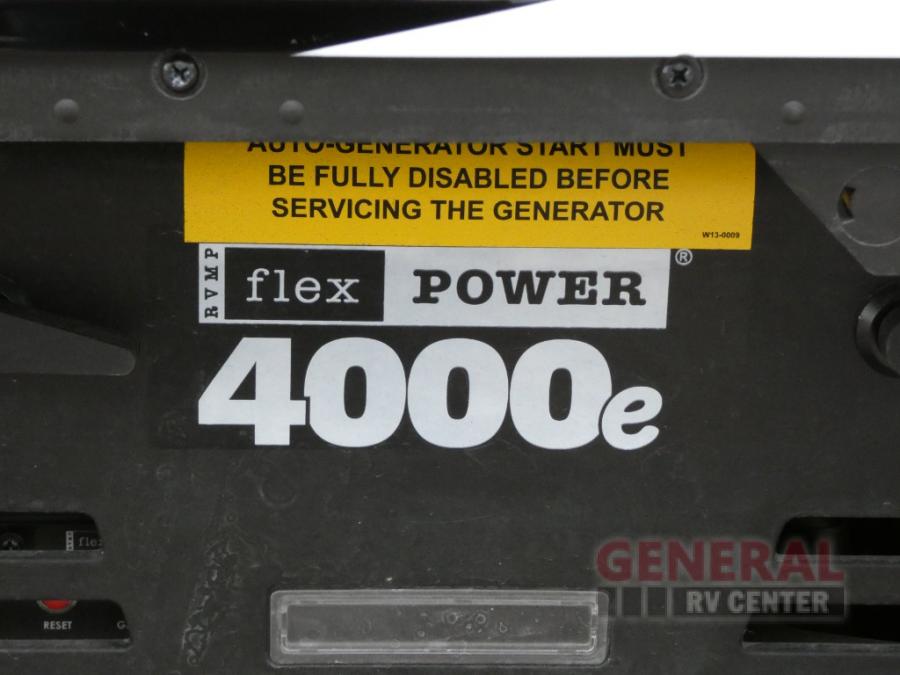 AUTO-GENERATOR START MUST
BE FULLY DISABLED BEFORE
SERVICING THE GENERATOR
W13-0009
RVMP flex POWER ®
4000e
flex
RESET
GENERAL
RV CENTER